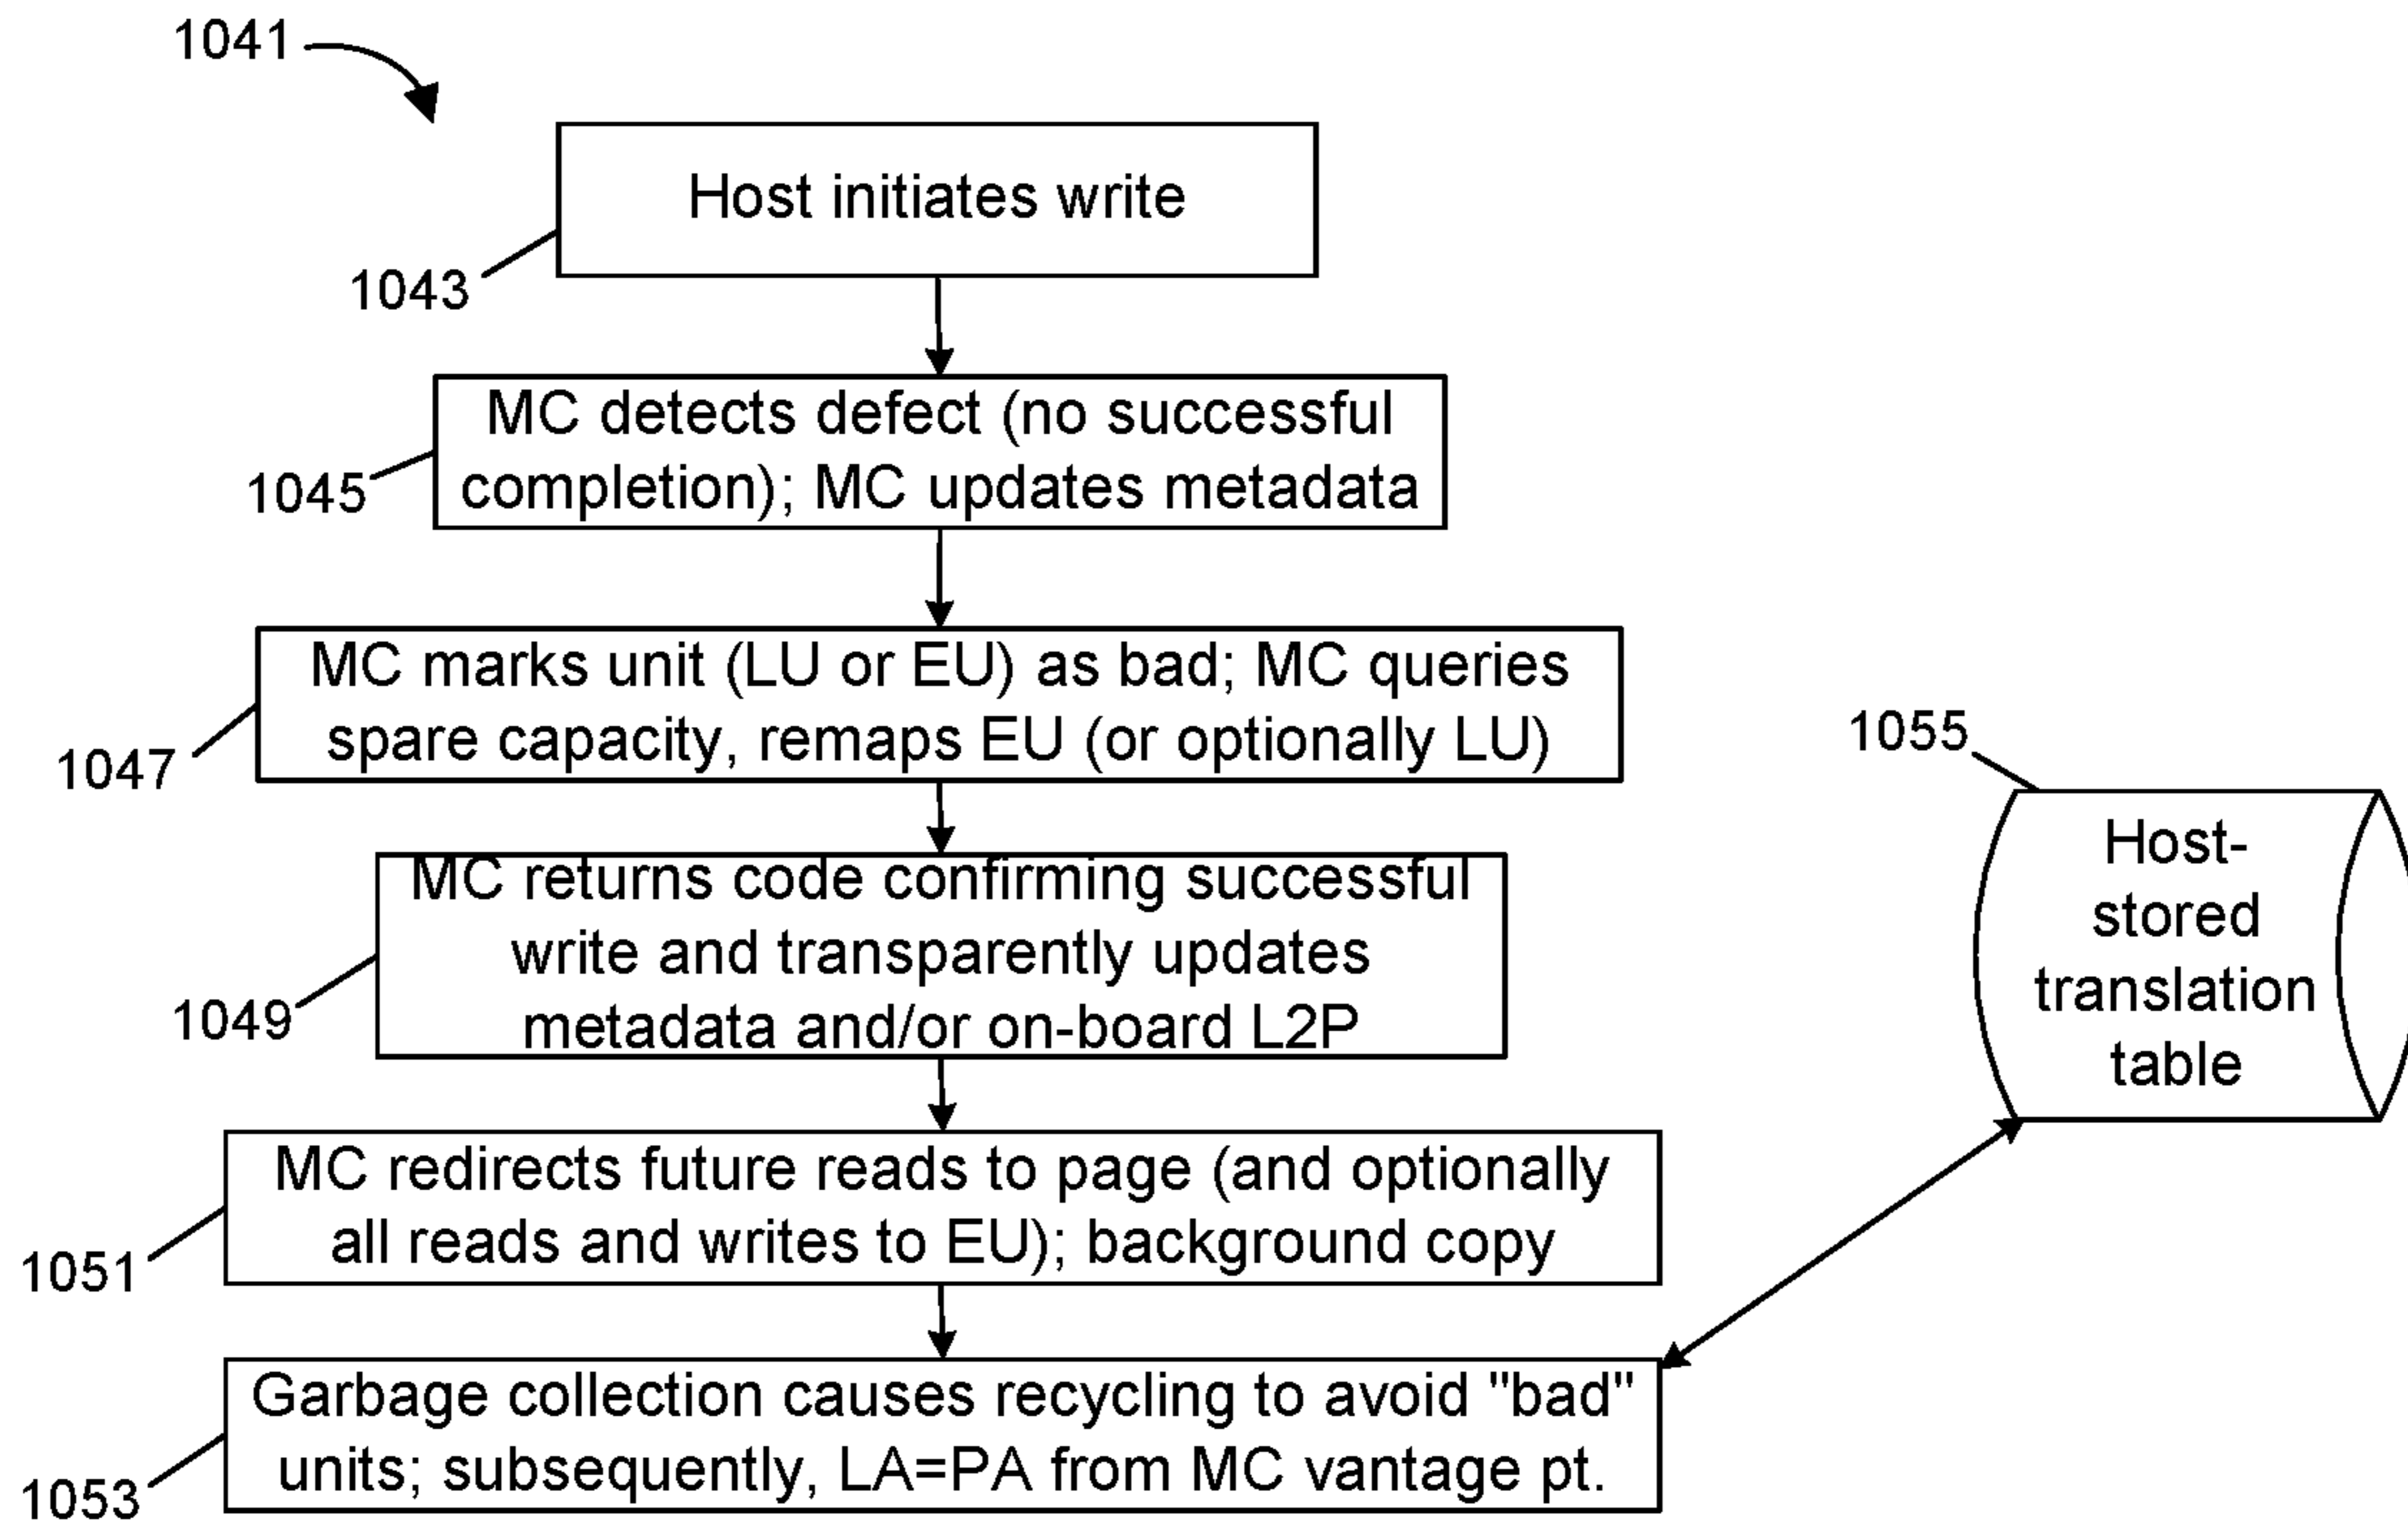 1041
Host initiates write
1043
MC detects defect (no successful
completion); MC updates metadata
1045
MC marks unit (LU or EU) as bad; MC queries
spare capacity, remaps EU (or optionally LU)
1047
1055
Host-
stored
translation
table
MC returns code confirming successful
write and transparently updates
metadata and/or on-board L2P
1049
MC redirects future reads to page (and optionally
all reads and writes to EU); background copy
1051
Garbage collection causes recycling to avoid "bad"
units; subsequently, LA=PA from MC vantage pt.
1053